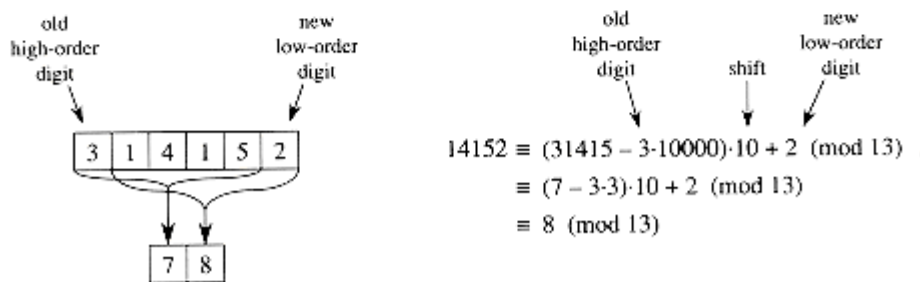 old
high-order
digit
new
low-order
digit
3 1 4 1 5 2
7 8
old
high-order
digit
shift
new
low-order
digit
14152 ≡ (31415 – 3·10000)·10 + 2 (mod 13)
≡ (7 – 3·3)·10 + 2 (mod 13)
≡ 8 (mod 13)